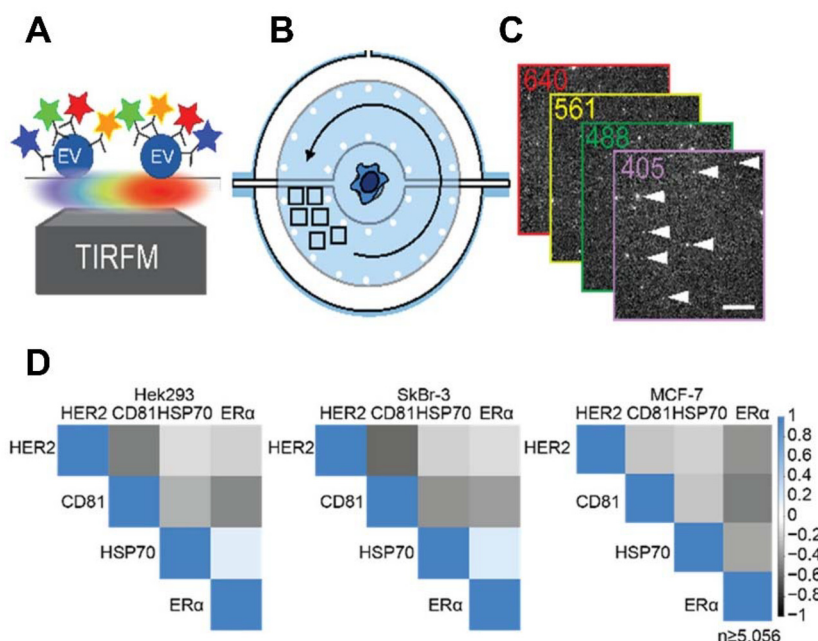 A
B
C
EV
EV
TIRFM
640
561
488
405
D
Hek293
HER2 CD81 HSP70 ERα
HER2
CD81
HSP70
ERα
SkBr-3
HER2 CD81 HSP70 ERα
HER2
CD81
HSP70
ERα
MCF-7
HER2 CD81 HSP70 ERα
HER2
CD81
HSP70
ERα
1
0.8
0.6
0.4
0.2
0
−0.2
−0.4
−0.6
−0.8
−1
n≥5,056